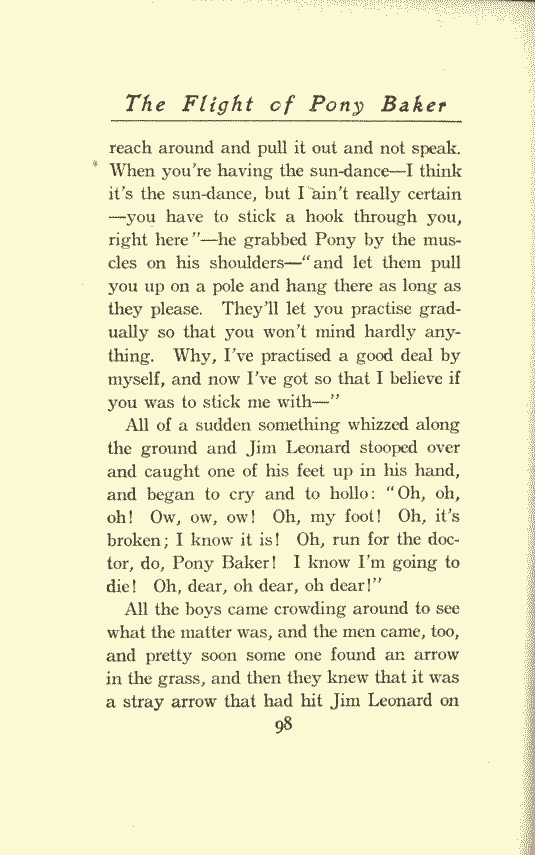 The Flight of Pony Baker
reach around and pull it out and not speak.
When you're having the sun-dance—I think
it's the sun-dance, but I ain't really certain
—you have to stick a hook through you,
right here"—he grabbed Pony by the mus-
cles on his shoulders—"and let them pull
you up on a pole and hang there as long as
they please. They'll let you practise grad-
ually so that you won't mind hardly any-
thing. Why, I've practised a good deal by
myself, and now I've got so that I believe if
you was to stick me with—"
All of a sudden something whizzed along
the ground and Jim Leonard stooped over
and caught one of his feet up in his hand,
and began to cry and to hollo: "Oh, oh,
oh! Ow, ow, ow! Oh, my foot! Oh, it's
broken; I know it is! Oh, run for the doc-
tor, do, Pony Baker! I know I'm going to
die! Oh, dear, oh dear, oh dear!"
All the boys came crowding around to see
what the matter was, and the men came, too,
and pretty soon some one found an arrow
in the grass, and then they knew that it was
a stray arrow that had hit Jim Leonard on
98